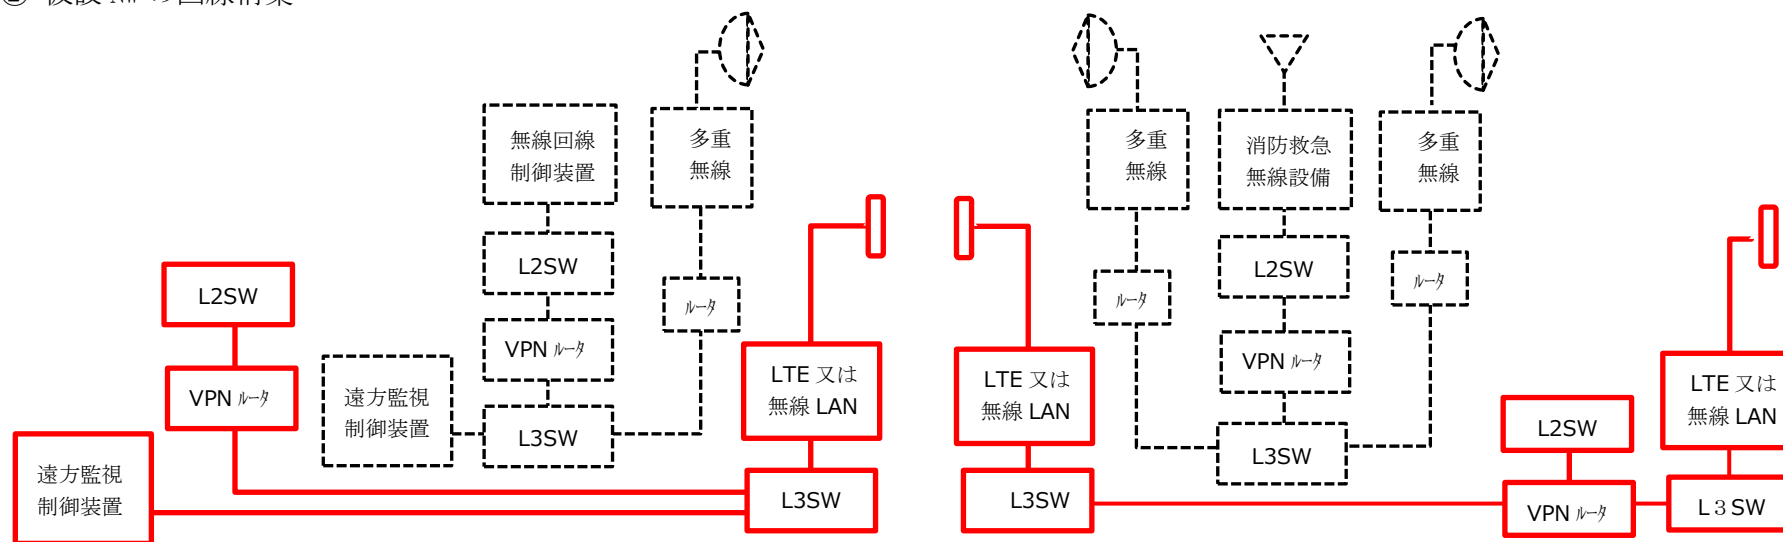 無線回線
制御装置
多重
無線
L2SW
ルータ
VPN ルータ
遠方監視
制御装置
L3SW
L2SW
VPN ルータ
遠方監視
制御装置
LTE 又は
無線 LAN
L3SW
多重
無線
消防救急
無線設備
多重
無線
ルータ
L2SW
ルータ
VPN ルータ
L3SW
LTE 又は
無線 LAN
L3SW
L2SW
VPN ルータ
LTE 又は
無線 LAN
L３SW